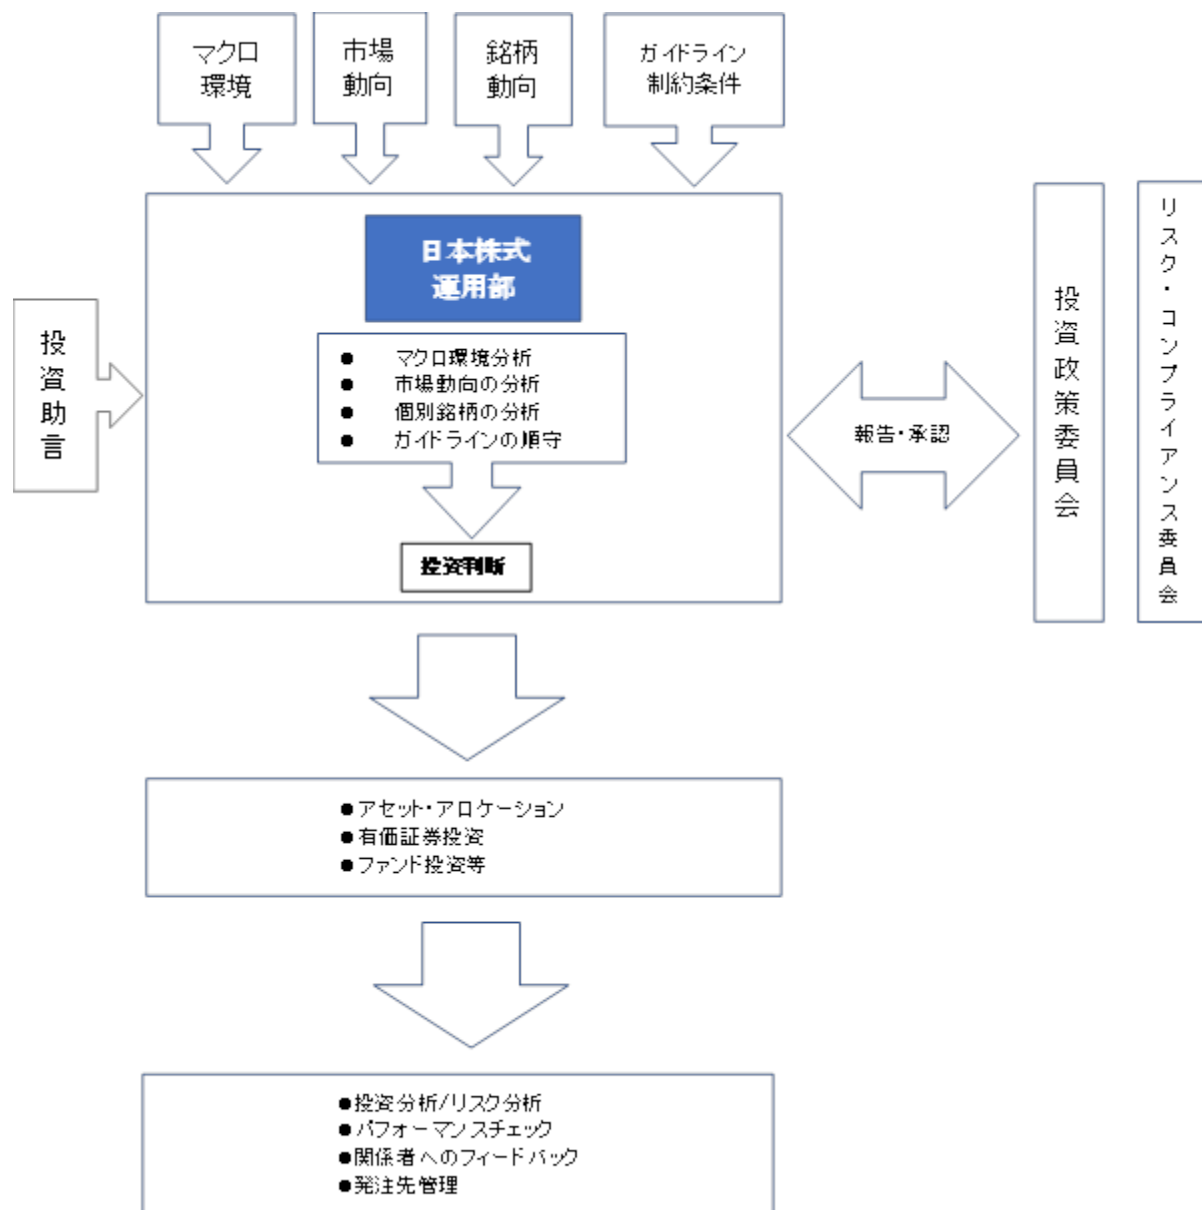 マクロ
環境
市場
動向
銘柄
動向
ガイドライン
制約条件
日本株式
運用部
● マクロ環境分析
● 市場動向の分析
● 個別銘柄の分析
● ガイドラインの順守
投資判断
投資助言
報告・承認
投資政策委員会
リスク・コンプライアンス委員会
●アセット・アロケーション
●有価証券投資
●ファンド投資等
●投資分析/リスク分析
●パフォーマンスチェック
●関係者へのフィードバック
●発注先管理